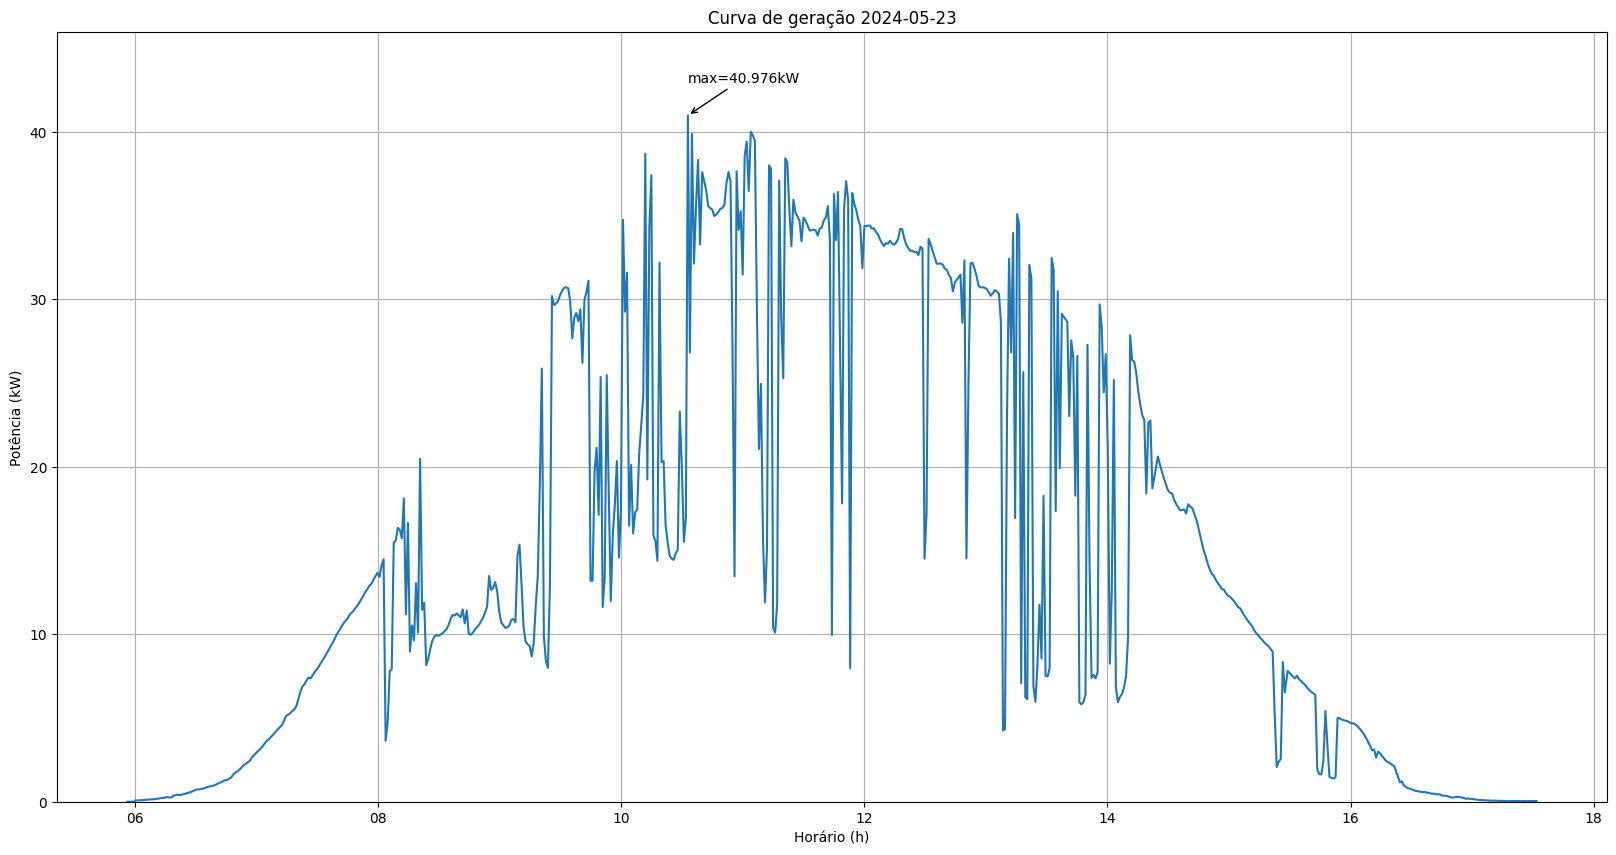 Curva de geração 2024-05-23
max=40.976kW
40
30
20
10
0
Potência (kW)
06 08 10 12 14 16 18
Horário (h)